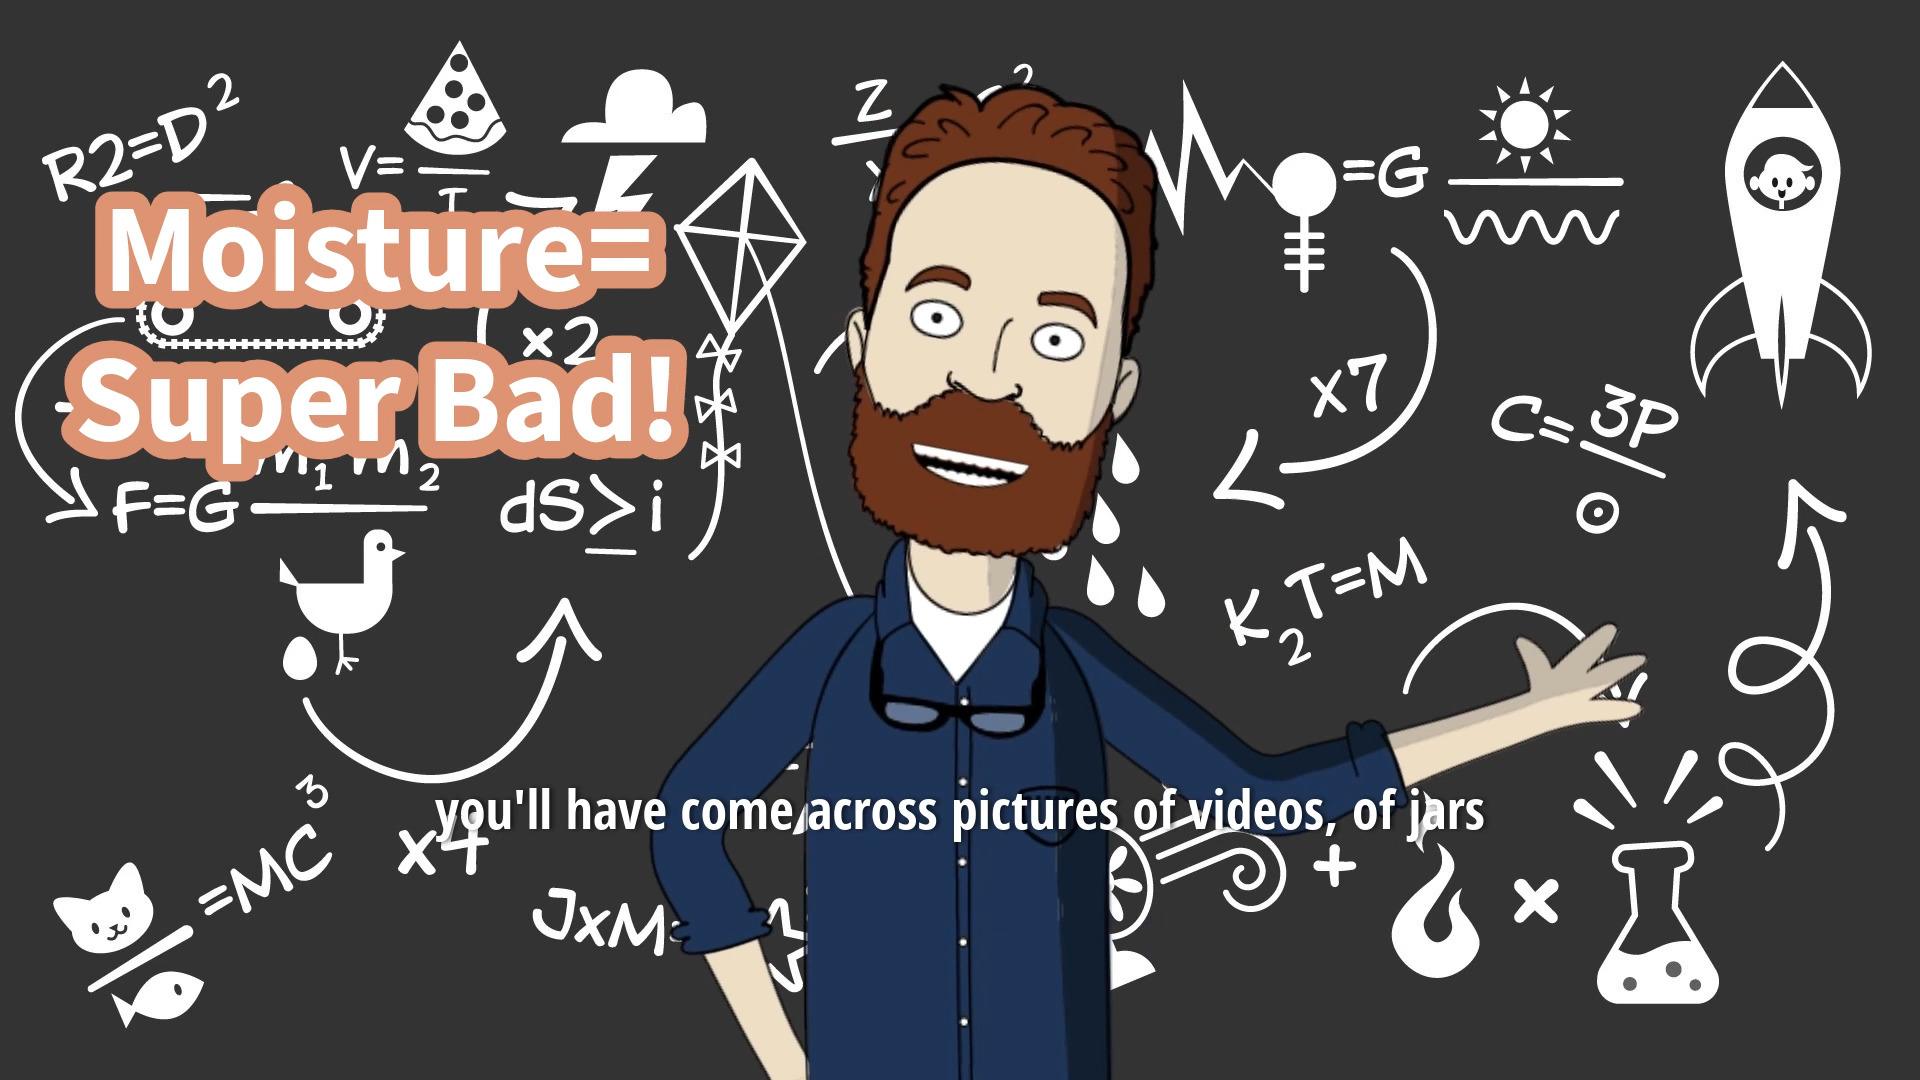 R2=D²
V=
T
Z
2
=G
Moisture=
Super Bad!
x2
x7
C=3P
F=G m₁ m₂
dS≥i
K₂T=M
you'll have come across pictures of videos, of jars
=MC³
x4
JxM=
+
x